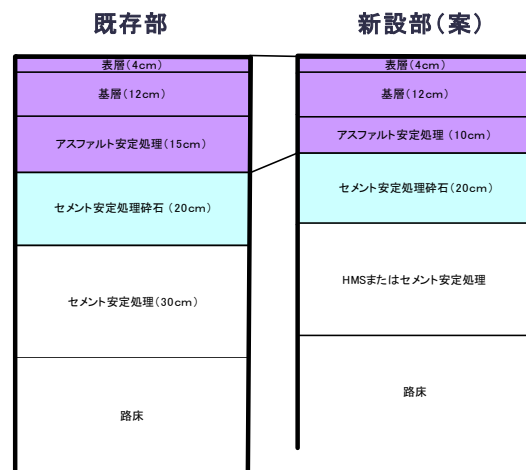 既存部
表層(4cm)
基層(12cm)
アスファルト安定処理(15cm)
セメント安定処理砕石 (20cm)
セメント安定処理(30cm)
路床
新設部(案)
表層(4cm)
基層(12cm)
アスファルト安定処理 (10cm)
セメント安定処理砕石(20cm)
HMSまたはセメント安定処理
路床